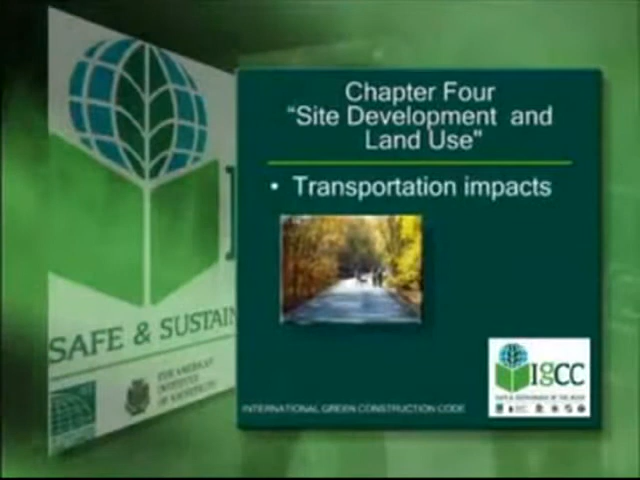 Chapter Four
“Site Development and
Land Use"
• Transportation impacts
SAFE & SUSTAIN
THE AMERICAN
INSTITUTE
OF ARCHITECTS
IgCC
INTERNATIONAL GREEN CONSTRUCTION CODE